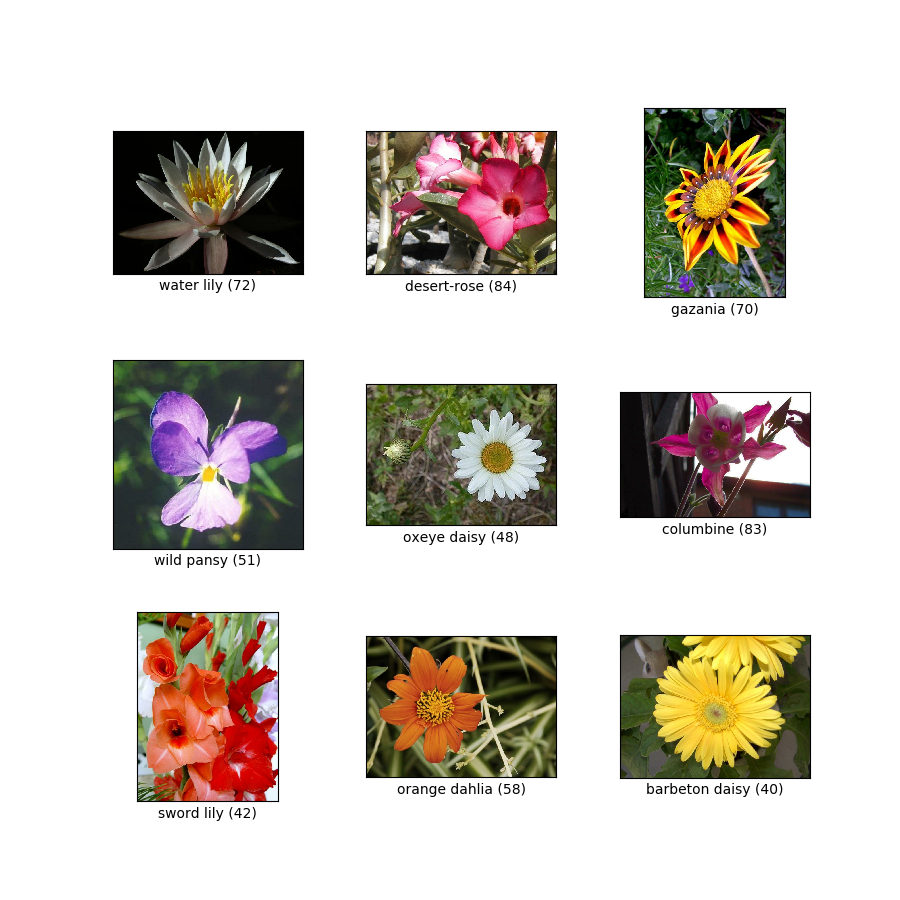 water lily (72)
desert-rose (84)
gazania (70)
wild pansy (51)
oxeye daisy (48)
columbine (83)
sword lily (42)
orange dahlia (58)
barbeton daisy (40)